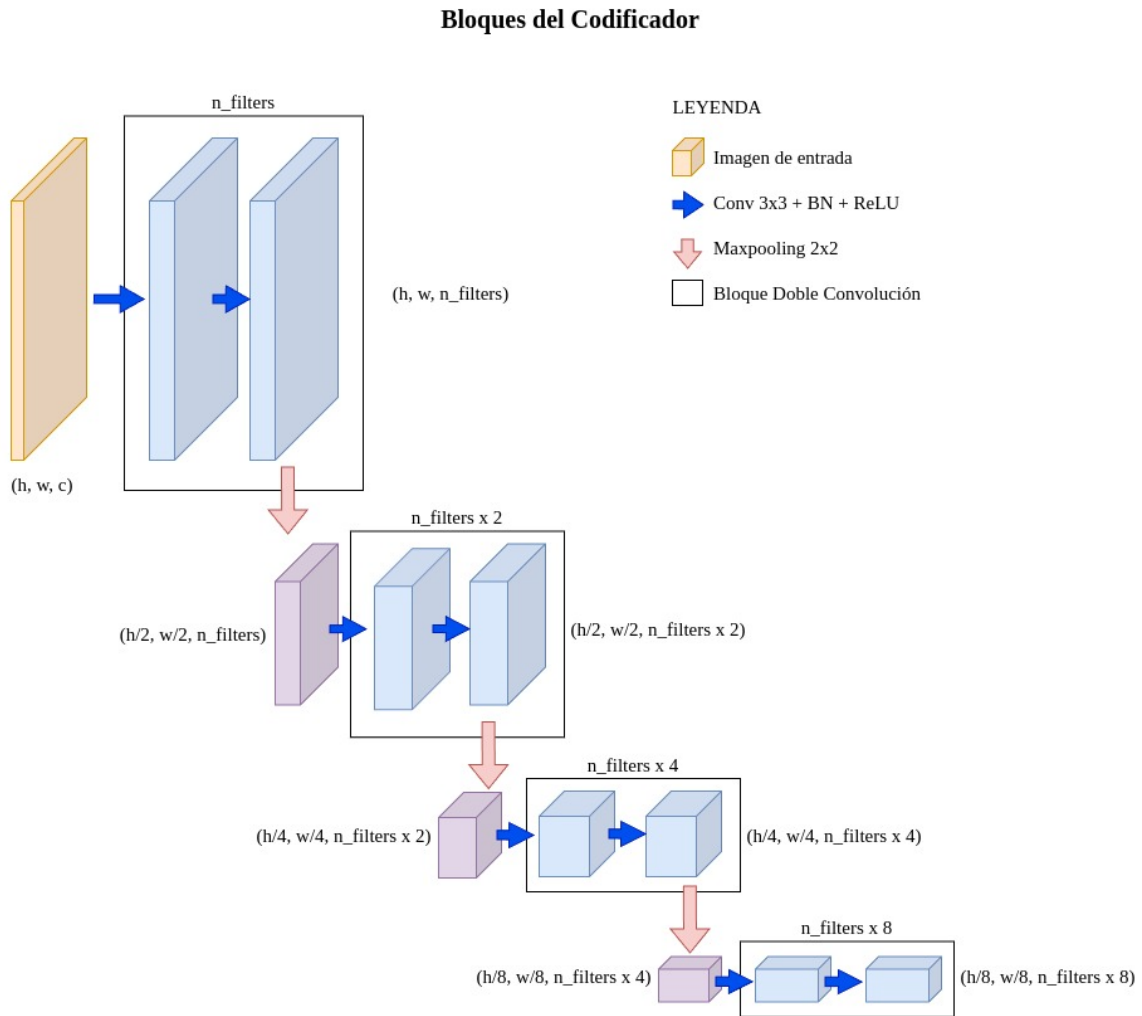 Bloques del Codificador
n_filters
LEYENDA
Imagen de entrada
Conv 3x3 + BN + ReLU
Maxpooling 2x2
Bloque Doble Convolución
(h, w, n_filters)
(h, w, c)
n_filters x 2
(h/2, w/2, n_filters)
(h/2, w/2, n_filters x 2)
n_filters x 4
(h/4, w/4, n_filters x 2)
(h/4, w/4, n_filters x 4)
n_filters x 8
(h/8, w/8, n_filters x 4)
(h/8, w/8, n_filters x 8)